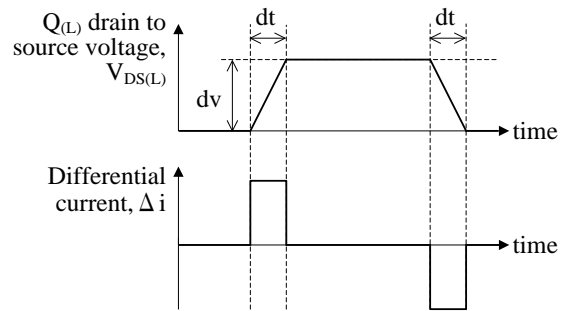 dt
dt
Q(L) drain to
source voltage,
VDS(L)
dv
time
Differential
current, Δ i
time